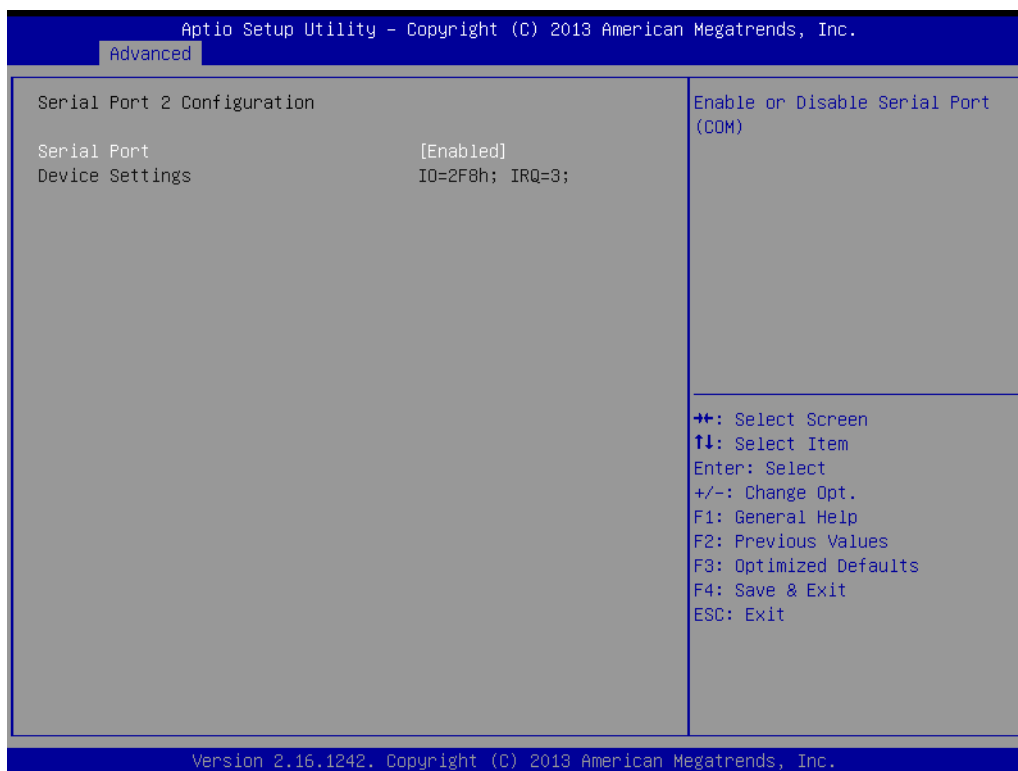 Aptio Setup Utility – Copyright (C) 2013 American Megatrends, Inc.
Advanced
Serial Port 2 Configuration
Serial Port [Enabled]
Device Settings IO=2F8h; IRQ=3;
Enable or Disable Serial Port
(COM)
→←: Select Screen
↑↓: Select Item
Enter: Select
+/-: Change Opt.
F1: General Help
F2: Previous Values
F3: Optimized Defaults
F4: Save & Exit
ESC: Exit
Version 2.16.1242. Copyright (C) 2013 American Megatrends, Inc.